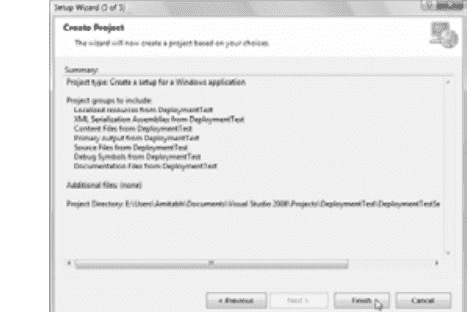 Setup Wizard (5 of 5)
Create Project
The wizard will now create a project based on your choices.
Summary:
Project type: Create a setup for a Windows application
Project groups to include:
Localized resources from DeploymentTest
XML Serialization Assemblies from DeploymentTest
Content Files from DeploymentTest
Primary output from DeploymentTest
Source Files from DeploymentTest
Debug Symbols from DeploymentTest
Documentation Files from DeploymentTest
Additional files: (none)
Project Directory: E:\Users\Amitabh\Documents\Visual Studio 2008\Projects\DeploymentTest\DeploymentTestSe
< Previous Next > Finish Cancel